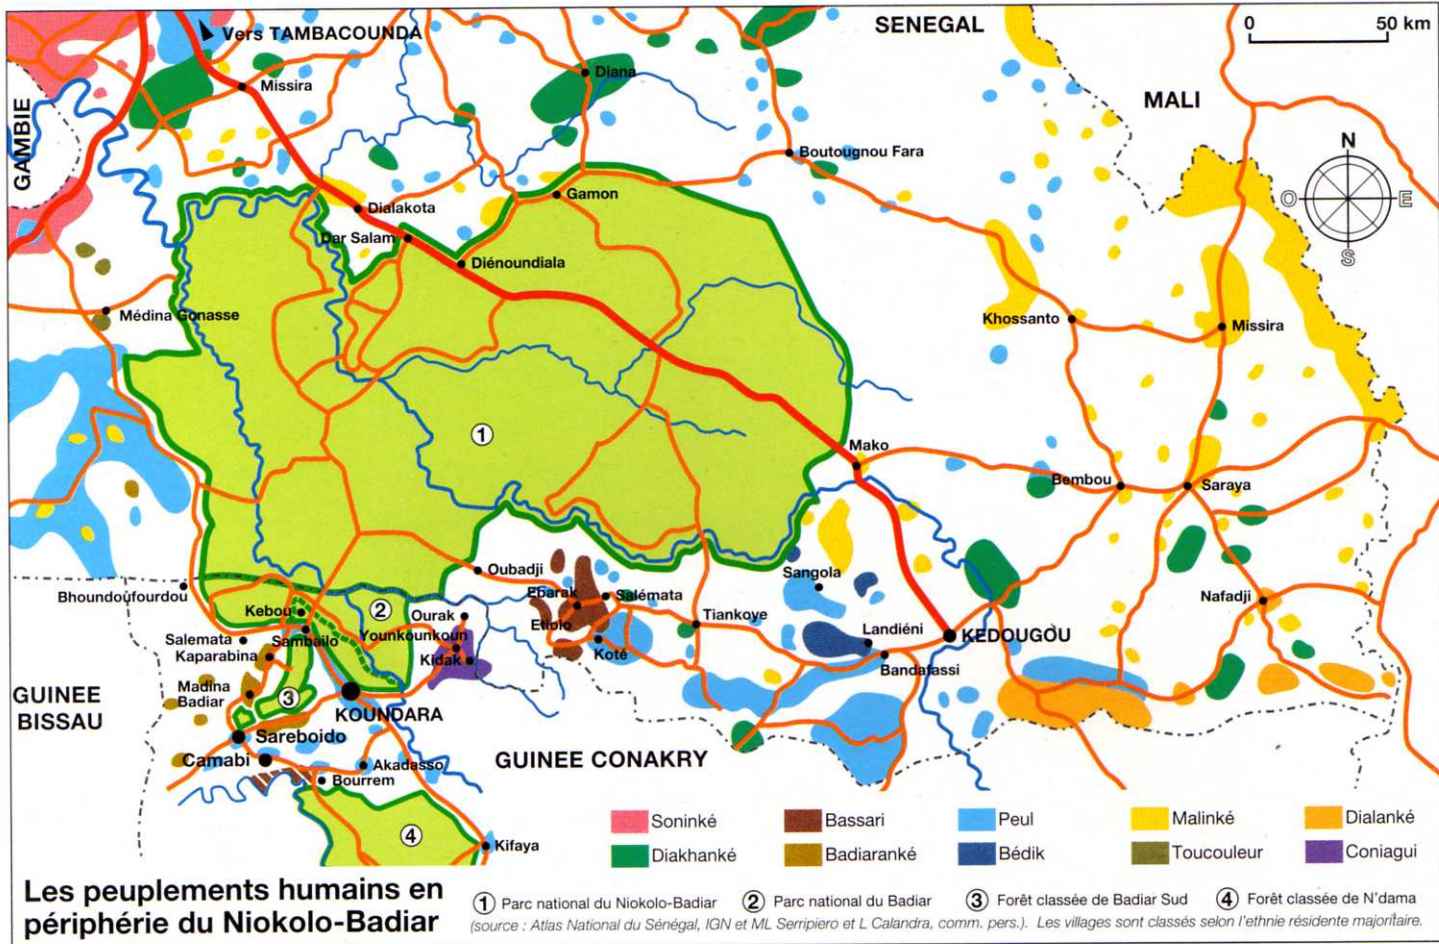 Vers TAMBACOUNDA
SENEGAL
0 50 km
Missira
Diana
MALI
GAMBIE
Boutougnou Fara
N
O E
S
Gamon
Dialakota
Dar Salam
Diénoundiala
Médina Gonasse
Khossanto
Missira
1
Mako
Bembou
Saraya
Oubadji
Sangola
Bhoundoufourdou
Ebarak
Salémata
Nafadji
Kebou
2
Ourak
Etiolo
Tiankoye
Landiéni
KEDOUGOU
Salemata
Sambailo
Younkounkoun
Kaparabina
Kidak
Koté
Bandafassi
GUINEE
BISSAU
Madina
Badiar
3
KOUNDARA
Sareboido
GUINEE CONAKRY
Camabi
Akadasso
Bourrem
4
Kifaya
Soninké
Bassari
Peul
Malinké
Dialanké
Diakhanké
Badiaranké
Bédik
Toucouleur
Coniagui
Les peuplements humains en
périphérie du Niokolo-Badiar
1 Parc national du Niokolo-Badiar
2 Parc national du Badiar
3 Forêt classée de Badiar Sud
4 Forêt classée de N'dama
(source : Atlas National du Sénégal, IGN et ML Serripiero et L Calandra, comm. pers.). Les villages sont classés selon l'ethnie résidente majoritaire.